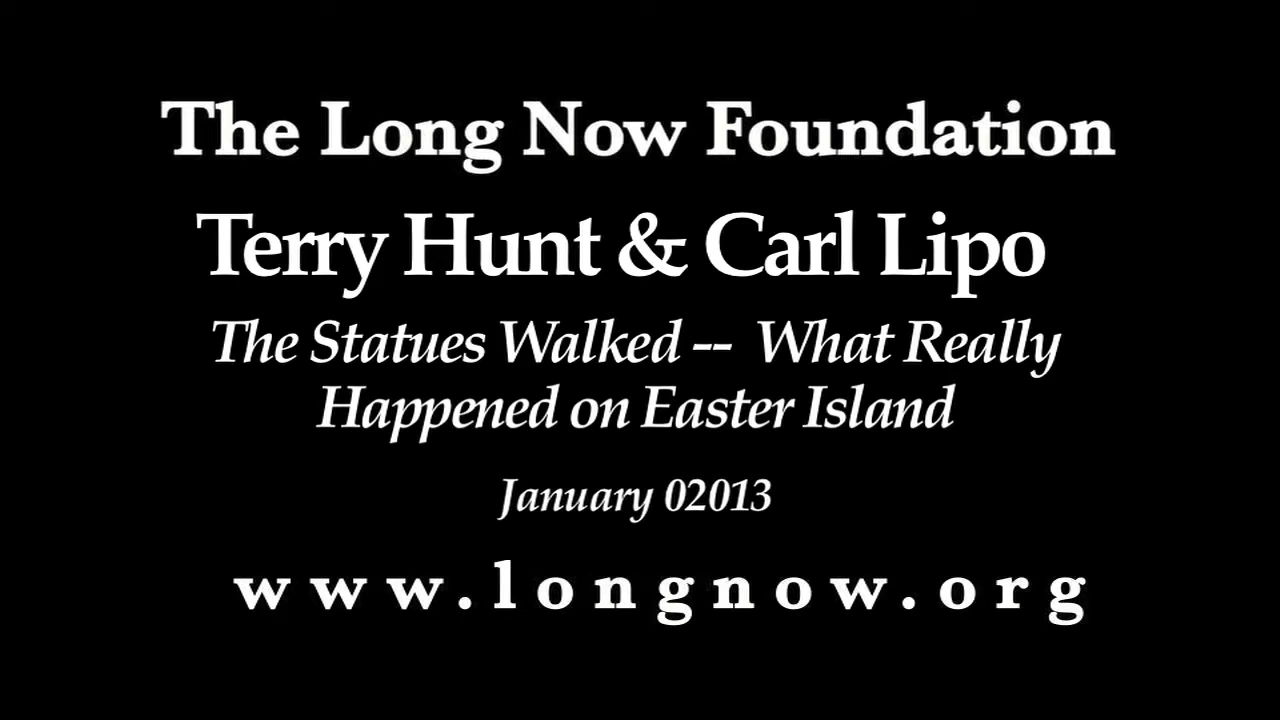 The Long Now Foundation
Terry Hunt & Carl Lipo
The Statues Walked -- What Really
Happened on Easter Island
January 02013
www.longnow.org